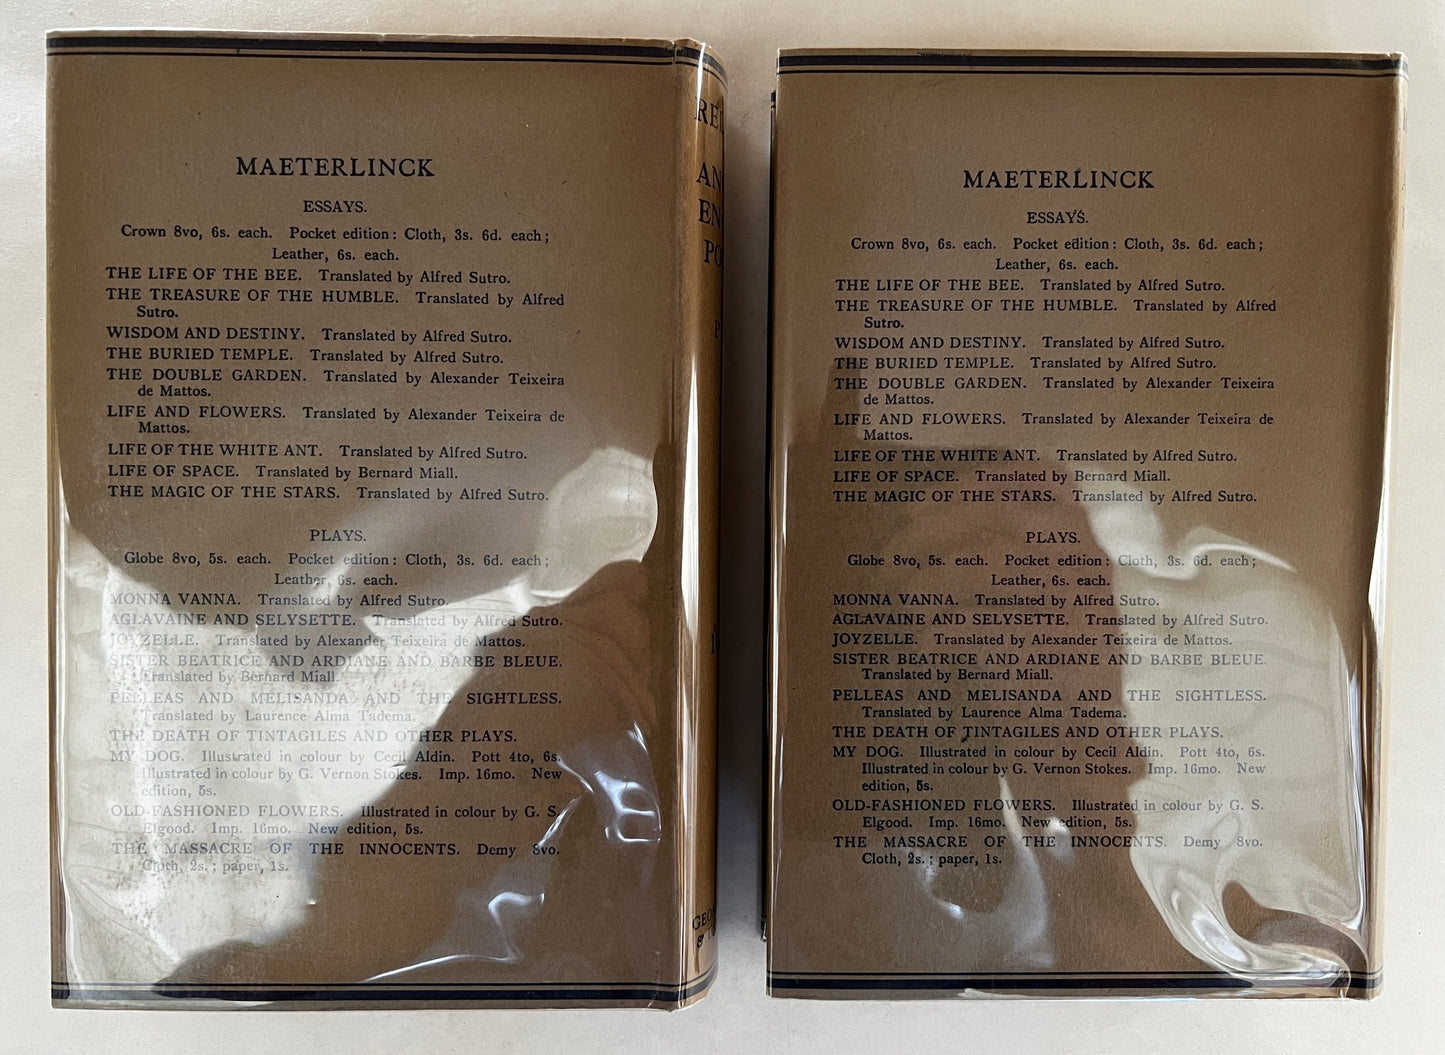 MAETERLINCK
ESSAYS.
Crown 8vo, 6s. each. Pocket edition: Cloth, 3s. 6d. each;
Leather, 6s. each.
THE LIFE OF THE BEE. Translated by Alfred Sutro.
THE TREASURE OF THE HUMBLE. Translated by Alfred
Sutro.
WISDOM AND DESTINY. Translated by Alfred Sutro.
THE BURIED TEMPLE. Translated by Alfred Sutro.
THE DOUBLE GARDEN. Translated by Alexander Teixeira
de Mattos.
LIFE AND FLOWERS. Translated by Alexander Teixeira de
Mattos.
LIFE OF THE WHITE ANT. Translated by Alfred Sutro.
LIFE OF SPACE. Translated by Bernard Miall.
THE MAGIC OF THE STARS. Translated by Alfred Sutro.
PLAYS.
Globe 8vo, 5s. each. Pocket edition: Cloth, 3s. 6d. each;
Leather, 6s. each.
MONNA VANNA. Translated by Alfred Sutro.
AGLAVAINE AND SELYSETTE. Translated by Alfred Sutro.
JOYZELLE. Translated by Alexander Teixeira de Mattos.
SISTER BEATRICE AND ARDIANE AND BARBE BLEUE.
Translated by Bernard Miall.
PELLEAS AND MELISANDA AND THE SIGHTLESS.
Translated by Laurence Alma Tadema.
THE DEATH OF TINTAGILES AND OTHER PLAYS.
MY DOG. Illustrated in colour by Cecil Aldin. Pott 4to, 6s.
Illustrated in colour by G. Vernon Stokes. Imp. 16mo. New
edition, 5s.
OLD-FASHIONED FLOWERS. Illustrated in colour by G. S.
Elgood. Imp. 16mo. New edition, 5s.
THE MASSACRE OF THE INNOCENTS. Demy 8vo.
Cloth, 2s.; paper, 1s.
MAETERLINCK
ESSAYS.
Crown 8vo, 6s. each. Pocket edition: Cloth, 3s. 6d. each;
Leather, 6s. each.
THE LIFE OF THE BEE. Translated by Alfred Sutro.
THE TREASURE OF THE HUMBLE. Translated by Alfred
Sutro.
WISDOM AND DESTINY. Translated by Alfred Sutro.
THE BURIED TEMPLE. Translated by Alfred Sutro.
THE DOUBLE GARDEN. Translated by Alexander Teixeira
de Mattos.
LIFE AND FLOWERS. Translated by Alexander Teixeira de
Mattos.
LIFE OF THE WHITE ANT. Translated by Alfred Sutro.
LIFE OF SPACE. Translated by Bernard Miall.
THE MAGIC OF THE STARS. Translated by Alfred Sutro.
PLAYS.
Globe 8vo, 5s. each. Pocket edition: Cloth, 3s. 6d. each;
Leather, 6s. each.
MONNA VANNA. Translated by Alfred Sutro.
AGLAVAINE AND SELYSETTE. Translated by Alfred Sutro.
JOYZELLE. Translated by Alexander Teixeira de Mattos.
SISTER BEATRICE AND ARDIANE AND BARBE BLEUE.
Translated by Bernard Miall.
PELLEAS AND MELISANDA AND THE SIGHTLESS.
Translated by Laurence Alma Tadema.
THE DEATH OF TINTAGILES AND OTHER PLAYS.
MY DOG. Illustrated in colour by Cecil Aldin. Pott 4to, 6s.
Illustrated in colour by G. Vernon Stokes. Imp. 16mo. New
edition, 5s.
OLD-FASHIONED FLOWERS. Illustrated in colour by G. S.
Elgood. Imp. 16mo. New edition, 5s.
THE MASSACRE OF THE INNOCENTS. Demy 8vo.
Cloth, 2s.; paper, 1s.